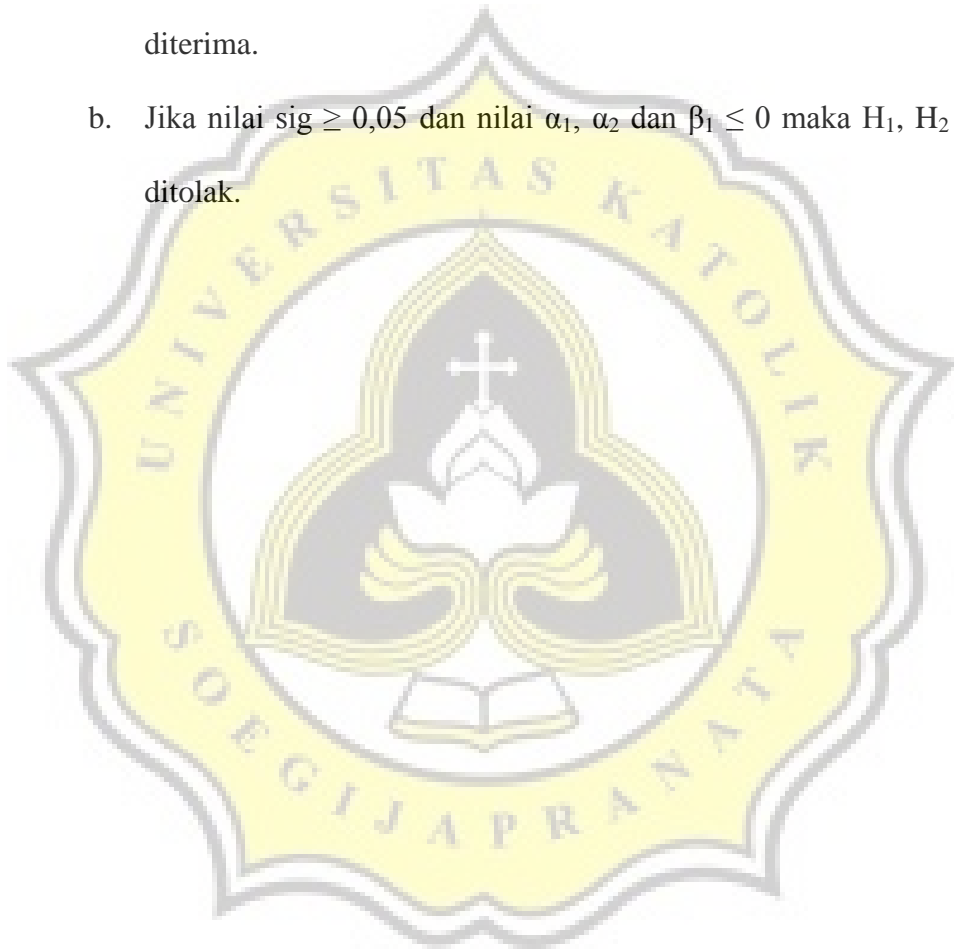 diterima.
b. Jika nilai sig ≥ 0,05 dan nilai α₁, α₂ dan β₁ ≤ 0 maka H₁, H₂
ditolak.
UNIVERSITAS KATOLIK
SOEGIJAPRANATA